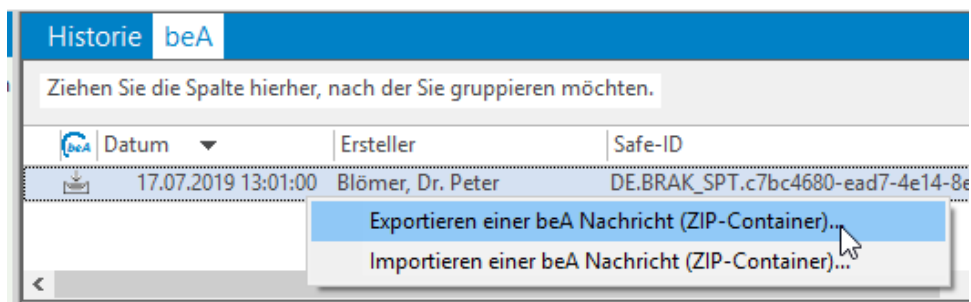 Historie beA
Ziehen Sie die Spalte hierher, nach der Sie gruppieren möchten.
beA Datum Ersteller Safe-ID
17.07.2019 13:01:00 Blömer, Dr. Peter DE.BRAK_SPT.c7bc4680-ead7-4e14-8e
Exportieren einer beA Nachricht (ZIP-Container)...
Importieren einer beA Nachricht (ZIP-Container)...